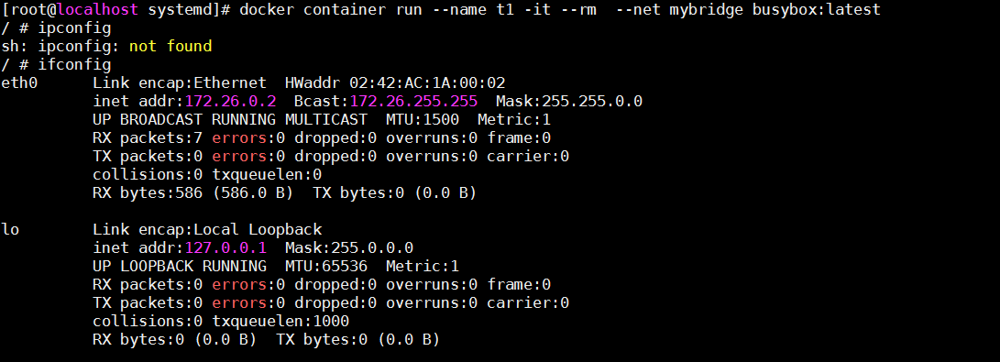 [root@localhost systemd]# docker container run --name t1 -it --rm  --net mybridge busybox:latest
/ # ipconfig
sh: ipconfig: not found
/ # ifconfig
eth0      Link encap:Ethernet  HWaddr 02:42:AC:1A:00:02
          inet addr:172.26.0.2  Bcast:172.26.255.255  Mask:255.255.0.0
          UP BROADCAST RUNNING MULTICAST  MTU:1500  Metric:1
          RX packets:7 errors:0 dropped:0 overruns:0 frame:0
          TX packets:0 errors:0 dropped:0 overruns:0 carrier:0
          collisions:0 txqueuelen:0
          RX bytes:586 (586.0 B)  TX bytes:0 (0.0 B)

lo        Link encap:Local Loopback
          inet addr:127.0.0.1  Mask:255.0.0.0
          UP LOOPBACK RUNNING  MTU:65536  Metric:1
          RX packets:0 errors:0 dropped:0 overruns:0 frame:0
          TX packets:0 errors:0 dropped:0 overruns:0 carrier:0
          collisions:0 txqueuelen:1000
          RX bytes:0 (0.0 B)  TX bytes:0 (0.0 B)